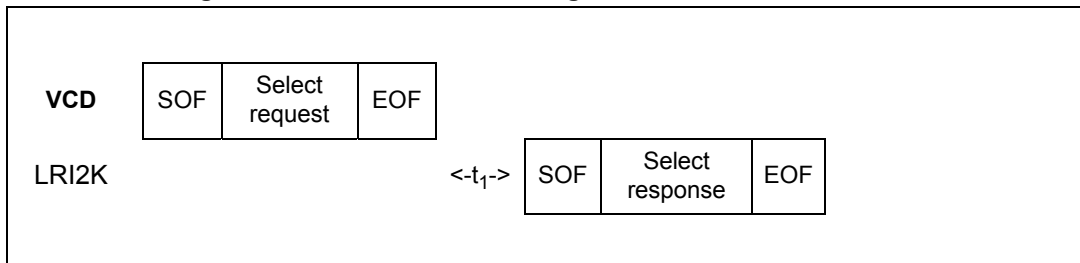 VCD SOF Select request EOF
LRI2K <-t₁-> SOF Select response EOF